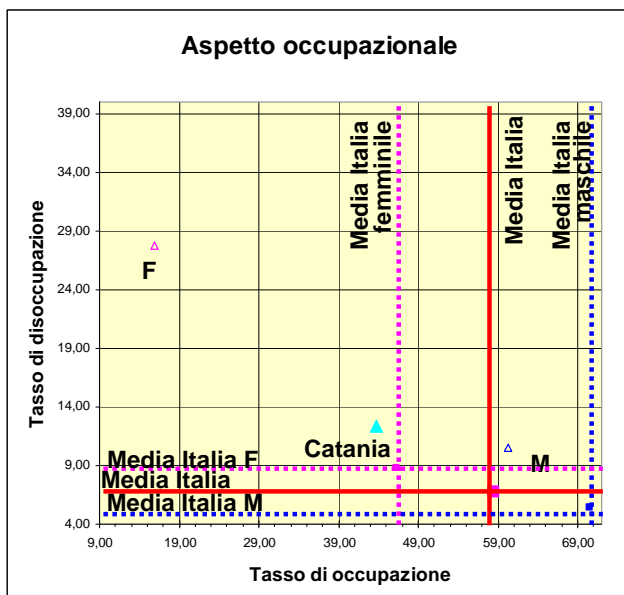 Aspetto occupazionale
Tasso di disoccupazione
39,00
34,00
29,00
24,00
19,00
14,00
9,00
4,00
Media Italia
femminile
Media Italia
Media Italia
maschile
F
Catania
M
Media Italia F
Media Italia
Media Italia M
9,00 19,00 29,00 39,00 49,00 59,00 69,00
Tasso di occupazione